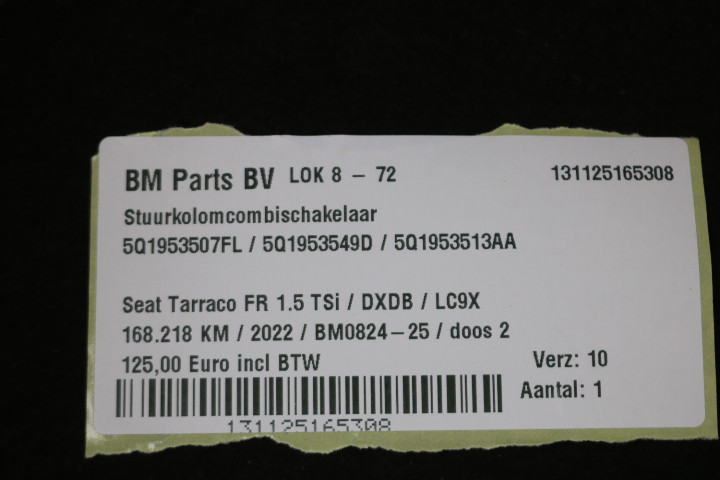 BM Parts BV LOK 8 - 72 131125165308
Stuurkolomcombischakelaar
5Q1953507FL / 5Q1953549D / 5Q1953513AA
Seat Tarraco FR 1.5 TSi / DXDB / LC9X
168.218 KM / 2022 / BM0824-25 / doos 2
125,00 Euro incl BTW Verz: 10
Aantal: 1
131125165308